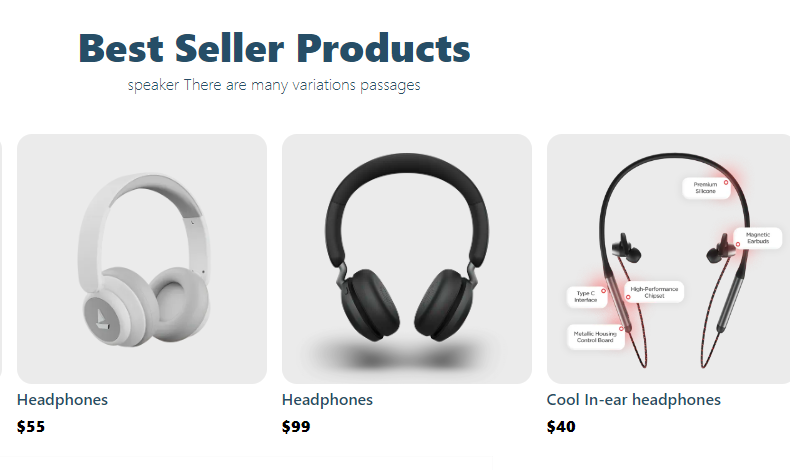 Best Seller Products
speaker There are many variations passages
Premium
Silicone
Magnetic
Earbuds
Type C
Interface
High-Performance
Chipset
Metallic Housing
Control Board
Headphones
$55
Headphones
$99
Cool In-ear headphones
$40